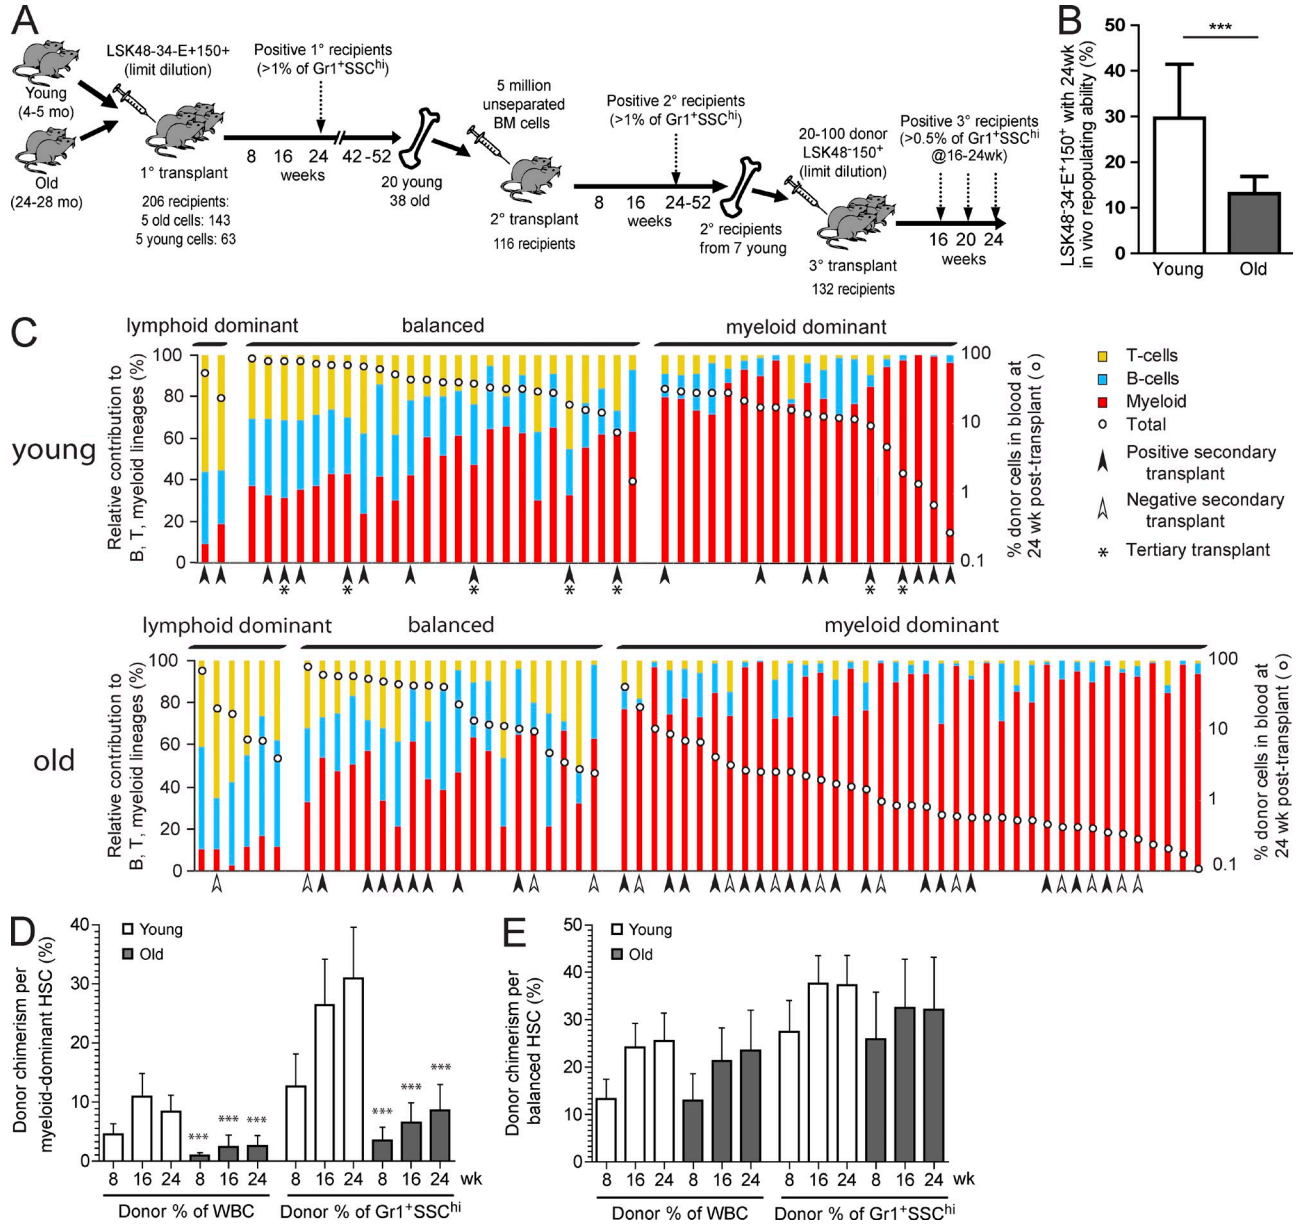 A
LSK48-34-E+150+
(limit dilution)
Young
(4-5 mo)
Old
(24-28 mo)
1° transplant
206 recipients:
5 old cells: 143
5 young cells: 63
Positive 1° recipients
(>1% of Gr1+SSChi)
8 16 24 42 -52
weeks
20 young
38 old
5 million
unseparated
BM cells
2° transplant
116 recipients
Positive 2° recipients
(>1% of Gr1+SSChi)
8 16 24-52
weeks
2° recipients
from 7 young
20-100 donor
LSK48-150+
(limit dilution)
3° transplant
132 recipients
Positive 3° recipients
(>0.5% of Gr1+SSChi
@16-24wk)
16 20 24
weeks
B
LSK48-34-E+150+ with 24wk
in vivo repopulating ability (%)
50
40
30
20
10
0
***
Young Old
C
lymphoid dominant balanced myeloid dominant
young
Relative contribution to
B, T, myeloid lineages (%)
100
80
60
40
20
0
100
10
1
0.1
% donor cells in blood at
24 wk post-transplant (o)
* * * * * * * *
T-cells
B-cells
Myeloid
Total
Positive secondary
transplant
Negative secondary
transplant
* Tertiary transplant
lymphoid dominant balanced myeloid dominant
old
Relative contribution to
B, T, myeloid lineages (%)
100
80
60
40
20
0
100
10
1
0.1
% donor cells in blood at
24 wk post-transplant (o)
D
Donor chimerism per
myeloid-dominant HSC (%)
40
30
20
10
0
Young
Old
*** *** *** *** *** ***
8 16 24 8 16 24 8 16 24 8 16 24 wk
Donor % of WBC Donor % of Gr1+SSChi
E
Donor chimerism per
balanced HSC (%)
50
40
30
20
10
0
Young
Old
8 16 24 8 16 24 8 16 24 8 16 24
Donor % of WBC Donor % of Gr1+SSChi